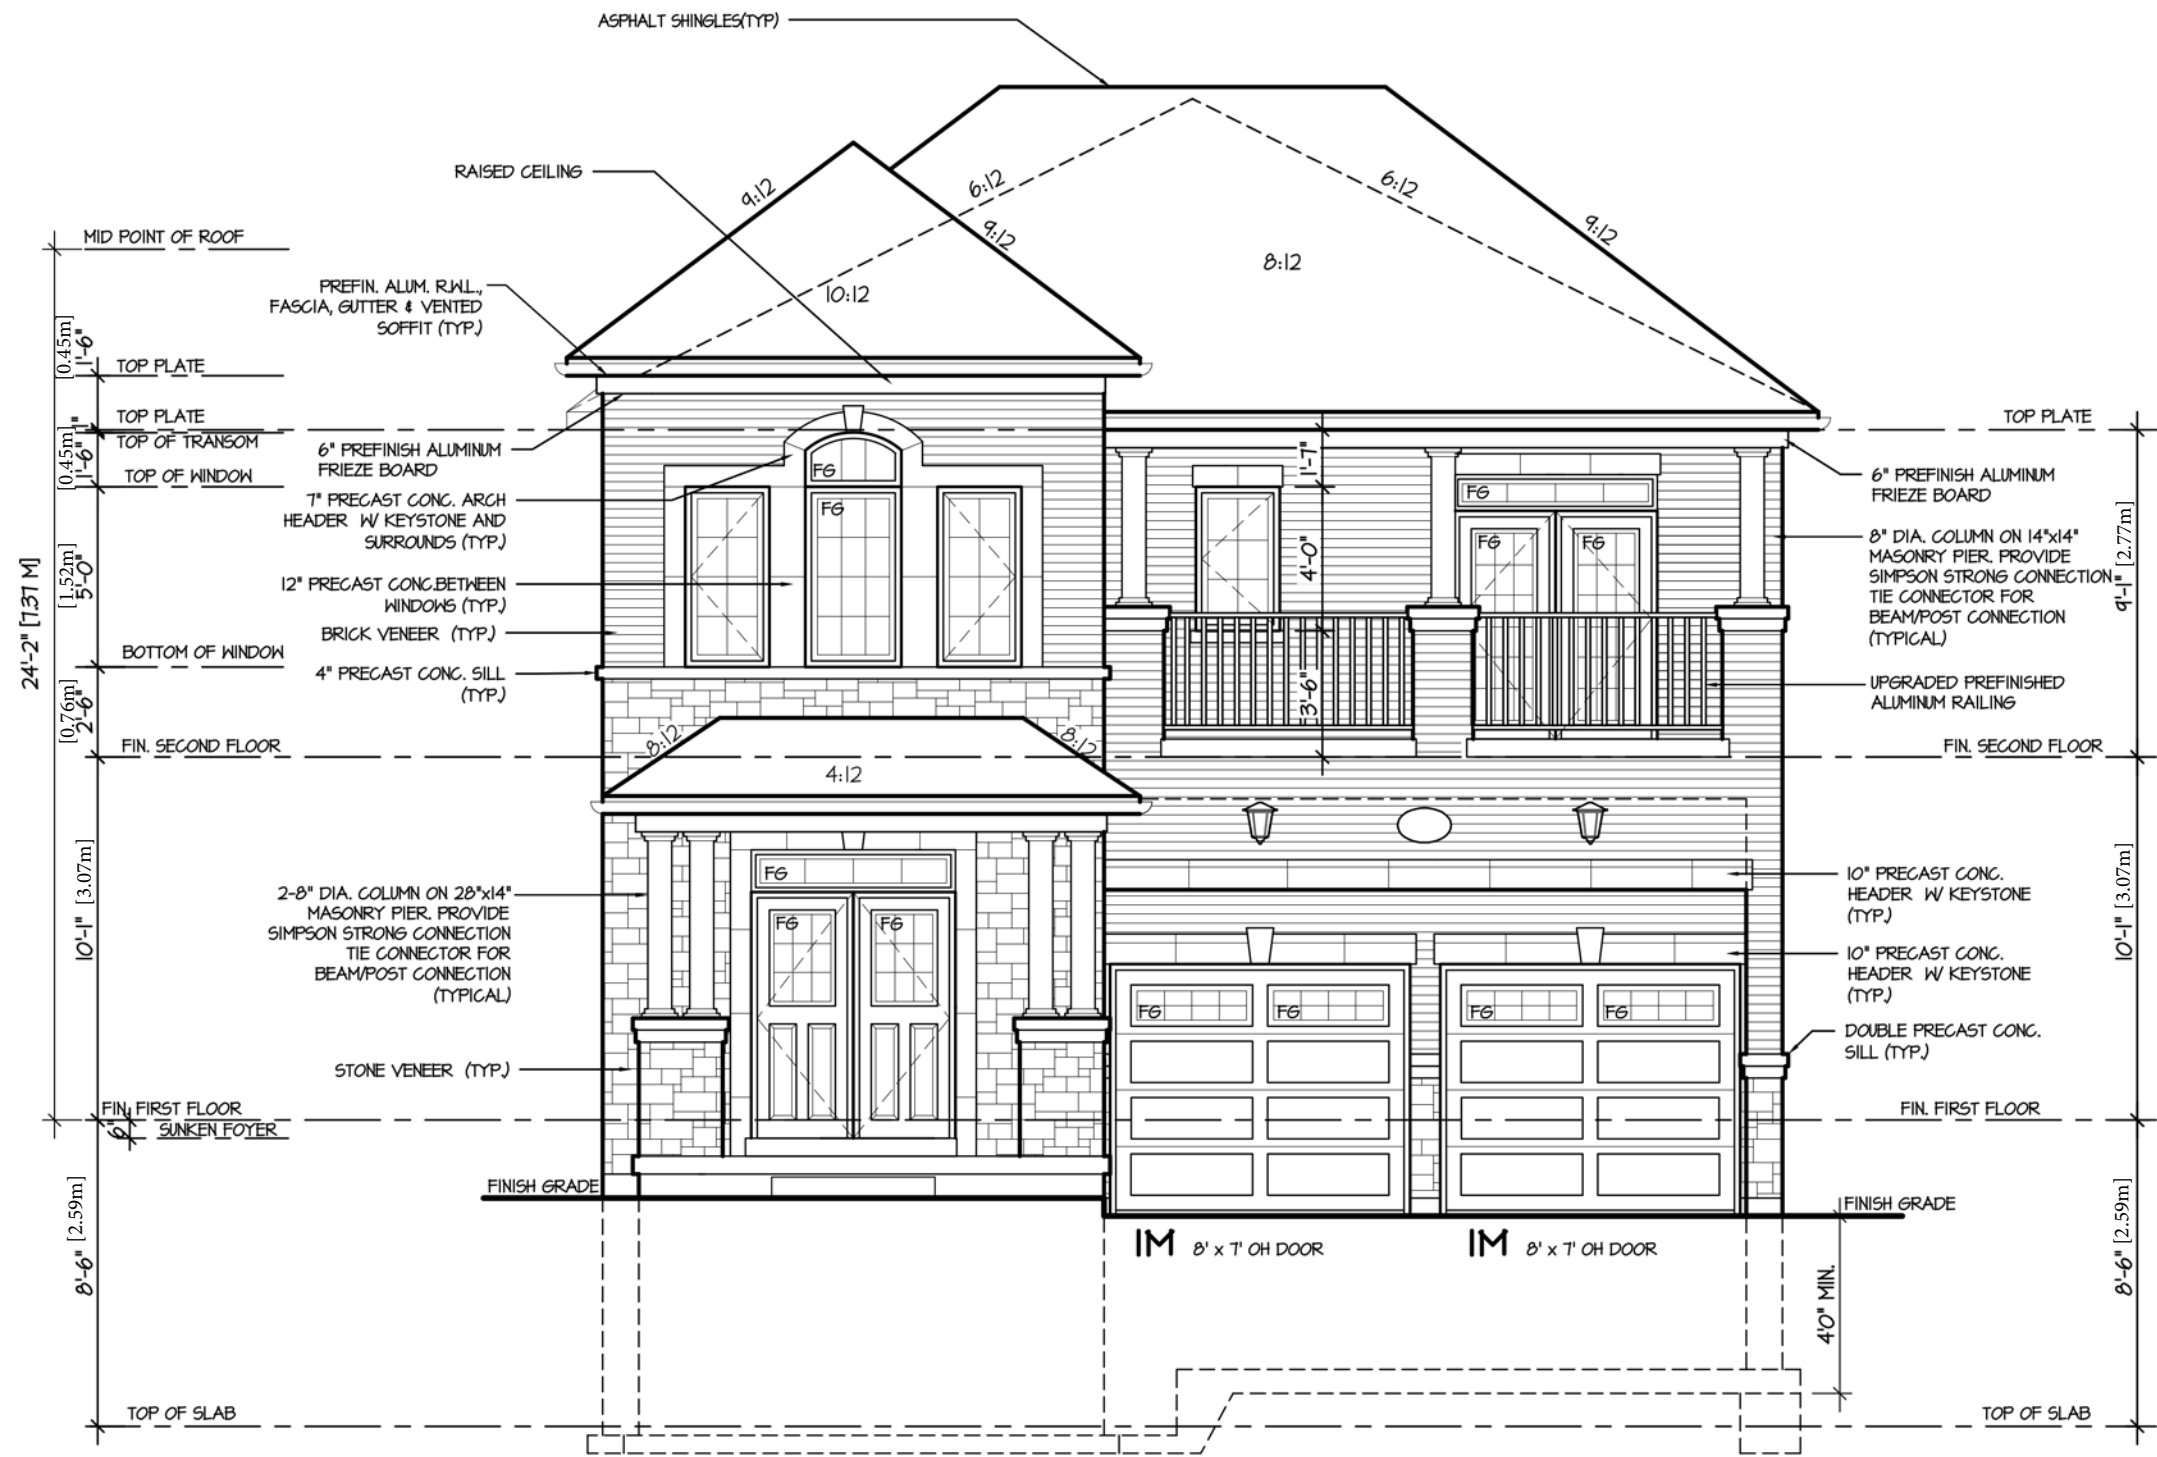 ASPHALT SHINGLES(TYP)
RAISED CEILING
9:12
6:12
9:12
6:12
9:12
8:12
10:12
MID POINT OF ROOF
PREFIN. ALUM. R.W.L.,
FASCIA, GUTTER & VENTED
SOFFIT (TYP.)
1'-6"
[0.45m]
TOP PLATE
TOP PLATE
1"
TOP OF TRANSOM
1'-6"
[0.45m]
TOP OF WINDOW
6" PREFINISH ALUMINUM
FRIEZE BOARD
7" PRECAST CONC. ARCH
HEADER W/ KEYSTONE AND
SURROUNDS (TYP.)
12" PRECAST CONC.BETWEEN
WINDOWS (TYP.)
BRICK VENEER (TYP.)
4" PRECAST CONC. SILL
(TYP.)
24'-2" [7.37 M]
5'-0"
[1.52m]
BOTTOM OF WINDOW
2'-6"
[0.76m]
FIN. SECOND FLOOR
FG
FG
1'-7"
4'-0"
3'-6"
FG
FG
FG
TOP PLATE
6" PREFINISH ALUMINUM
FRIEZE BOARD
8" DIA. COLUMN ON 14"x14"
MASONRY PIER. PROVIDE
SIMPSON STRONG CONNECTION
TIE CONNECTOR FOR
BEAM/POST CONNECTION
(TYPICAL)
9'-1" [2.77m]
UPGRADED PREFINISHED
ALUMINUM RAILING
FIN. SECOND FLOOR
8:12
8:12
4:12
10'-1" [3.07m]
2-8" DIA. COLUMN ON 28"x14"
MASONRY PIER. PROVIDE
SIMPSON STRONG CONNECTION
TIE CONNECTOR FOR
BEAM/POST CONNECTION
(TYPICAL)
STONE VENEER (TYP.)
FG
FG
FG
FG
FG
FG
FG
10" PRECAST CONC.
HEADER W/ KEYSTONE
(TYP.)
10" PRECAST CONC.
HEADER W/ KEYSTONE
(TYP.)
DOUBLE PRECAST CONC.
SILL (TYP.)
10'-1" [3.07m]
FIN. FIRST FLOOR
6"
SUNKEN FOYER
FIN. FIRST FLOOR
FINISH GRADE
FINISH GRADE
1M 8' x 7' OH DOOR
1M 8' x 7' OH DOOR
8'-6" [2.59m]
4'0" MIN.
8'-6" [2.59m]
TOP OF SLAB
TOP OF SLAB